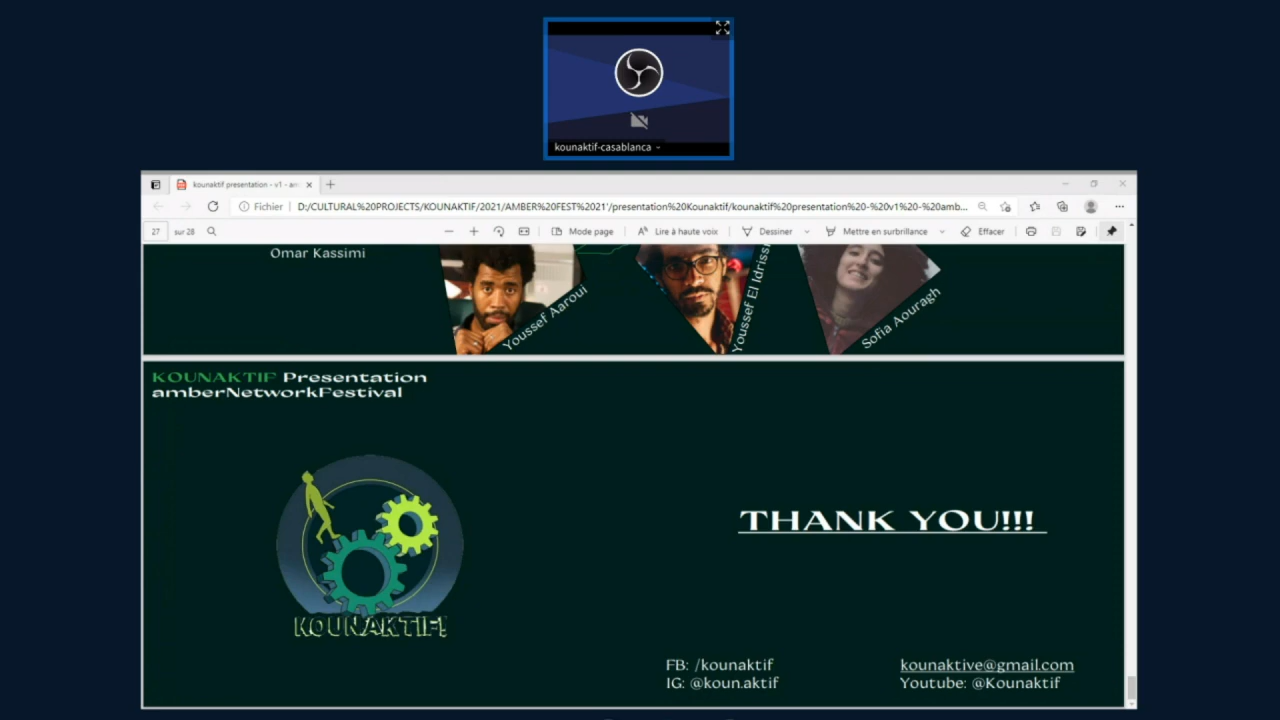 kounaktif-casablanca
kounaktif presentation - v1 - am
Fichier | D:/CULTURAL%20PROJECTS/KOUNAKTIF/2021/AMBER%20FEST%2021'/presentation%20Kounaktif/kounaktif%20presentation%20-%20v1%20-%20amb...
27 sur 28 Mode page Lire à haute voix Dessiner Mettre en surbrillance Effacer
Omar Kassimi
Youssef Aaroui
Youssef El Idrissi
Sofia Aouragh
KOUNAKTIF Presentation
amberNetworkFestival
THANK YOU!!!
KOUNAKTIF!
FB: /kounaktif
IG: @koun.aktif
kounaktive@gmail.com
Youtube: @Kounaktif